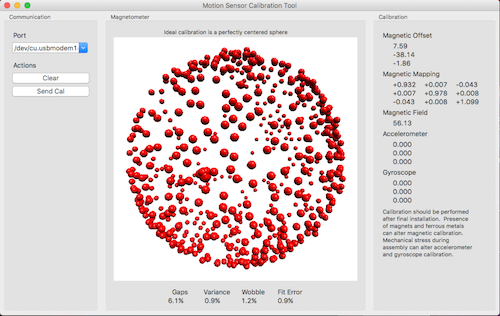 Motion Sensor Calibration Tool
Communication
Port
/dev/cu.usbmodem1
Actions
Clear
Send Cal
Magnetometer
Ideal calibration is a perfectly centered sphere
Gaps Variance Wobble Fit Error
6.1% 0.9% 1.2% 0.9%
Calibration
Magnetic Offset
7.59
-38.14
-1.86
Magnetic Mapping
+0.932 +0.007 -0.043
+0.007 +0.978 +0.008
-0.043 +0.008 +1.099
Magnetic Field
56.13
Accelerometer
0.000
0.000
0.000
Gyroscope
0.000
0.000
0.000
Calibration should be performed
after final installation. Presence
of magnets and ferrous metals
can alter magnetic calibration.
Mechanical stress during
assembly can alter accelerometer
and gyroscope calibration.